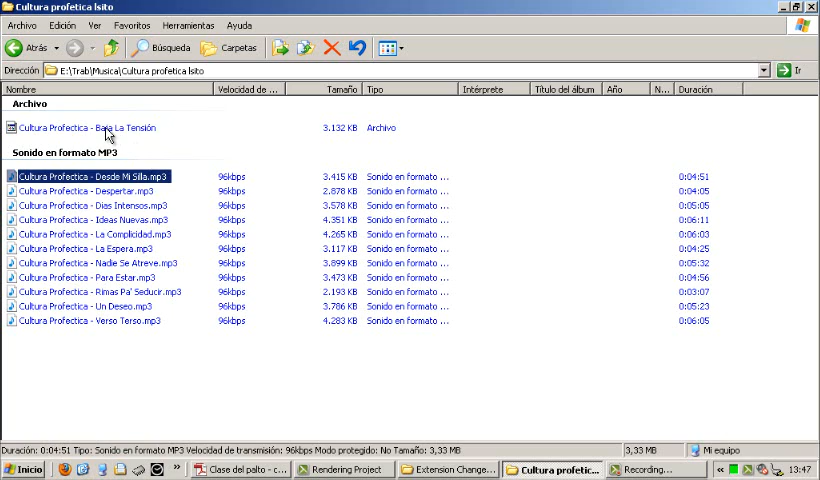 Cultura profetica lsito
Archivo Edición Ver Favoritos Herramientas Ayuda
Atrás Búsqueda Carpetas
Dirección E:\Trab\Musica\Cultura profetica lsito Ir
Nombre Velocidad de ... Tamaño Tipo Intérprete Título del álbum Año N... Duración
Archivo
Cultura Profectica - Baja La Tensión 3.132 KB Archivo
Sonido en formato MP3
Cultura Profectica - Desde Mi Silla.mp3 96kbps 3.415 KB Sonido en formato ... 0:04:51
Cultura Profectica - Despertar.mp3 96kbps 2.878 KB Sonido en formato ... 0:04:05
Cultura Profectica - Dias Intensos.mp3 96kbps 3.578 KB Sonido en formato ... 0:05:05
Cultura Profectica - Ideas Nuevas.mp3 96kbps 4.351 KB Sonido en formato ... 0:06:11
Cultura Profectica - La Complicidad.mp3 96kbps 4.265 KB Sonido en formato ... 0:06:03
Cultura Profectica - La Espera.mp3 96kbps 3.117 KB Sonido en formato ... 0:04:25
Cultura Profectica - Nadie Se Atreve.mp3 96kbps 3.899 KB Sonido en formato ... 0:05:32
Cultura Profectica - Para Estar.mp3 96kbps 3.473 KB Sonido en formato ... 0:04:56
Cultura Profectica - Rimas Pa' Seducir.mp3 96kbps 2.193 KB Sonido en formato ... 0:03:07
Cultura Profectica - Un Deseo.mp3 96kbps 3.786 KB Sonido en formato ... 0:05:23
Cultura Profectica - Verso Terso.mp3 96kbps 4.283 KB Sonido en formato ... 0:06:05
Duración: 0:04:51 Tipo: Sonido en formato MP3 Velocidad de transmisión: 96kbps Modo protegido: No Tamaño: 3,33 MB 3,33 MB Mi equipo
Inicio » Clase del palto - c... Rendering Project Extension Change... Cultura profetic... Recording... « 13:47